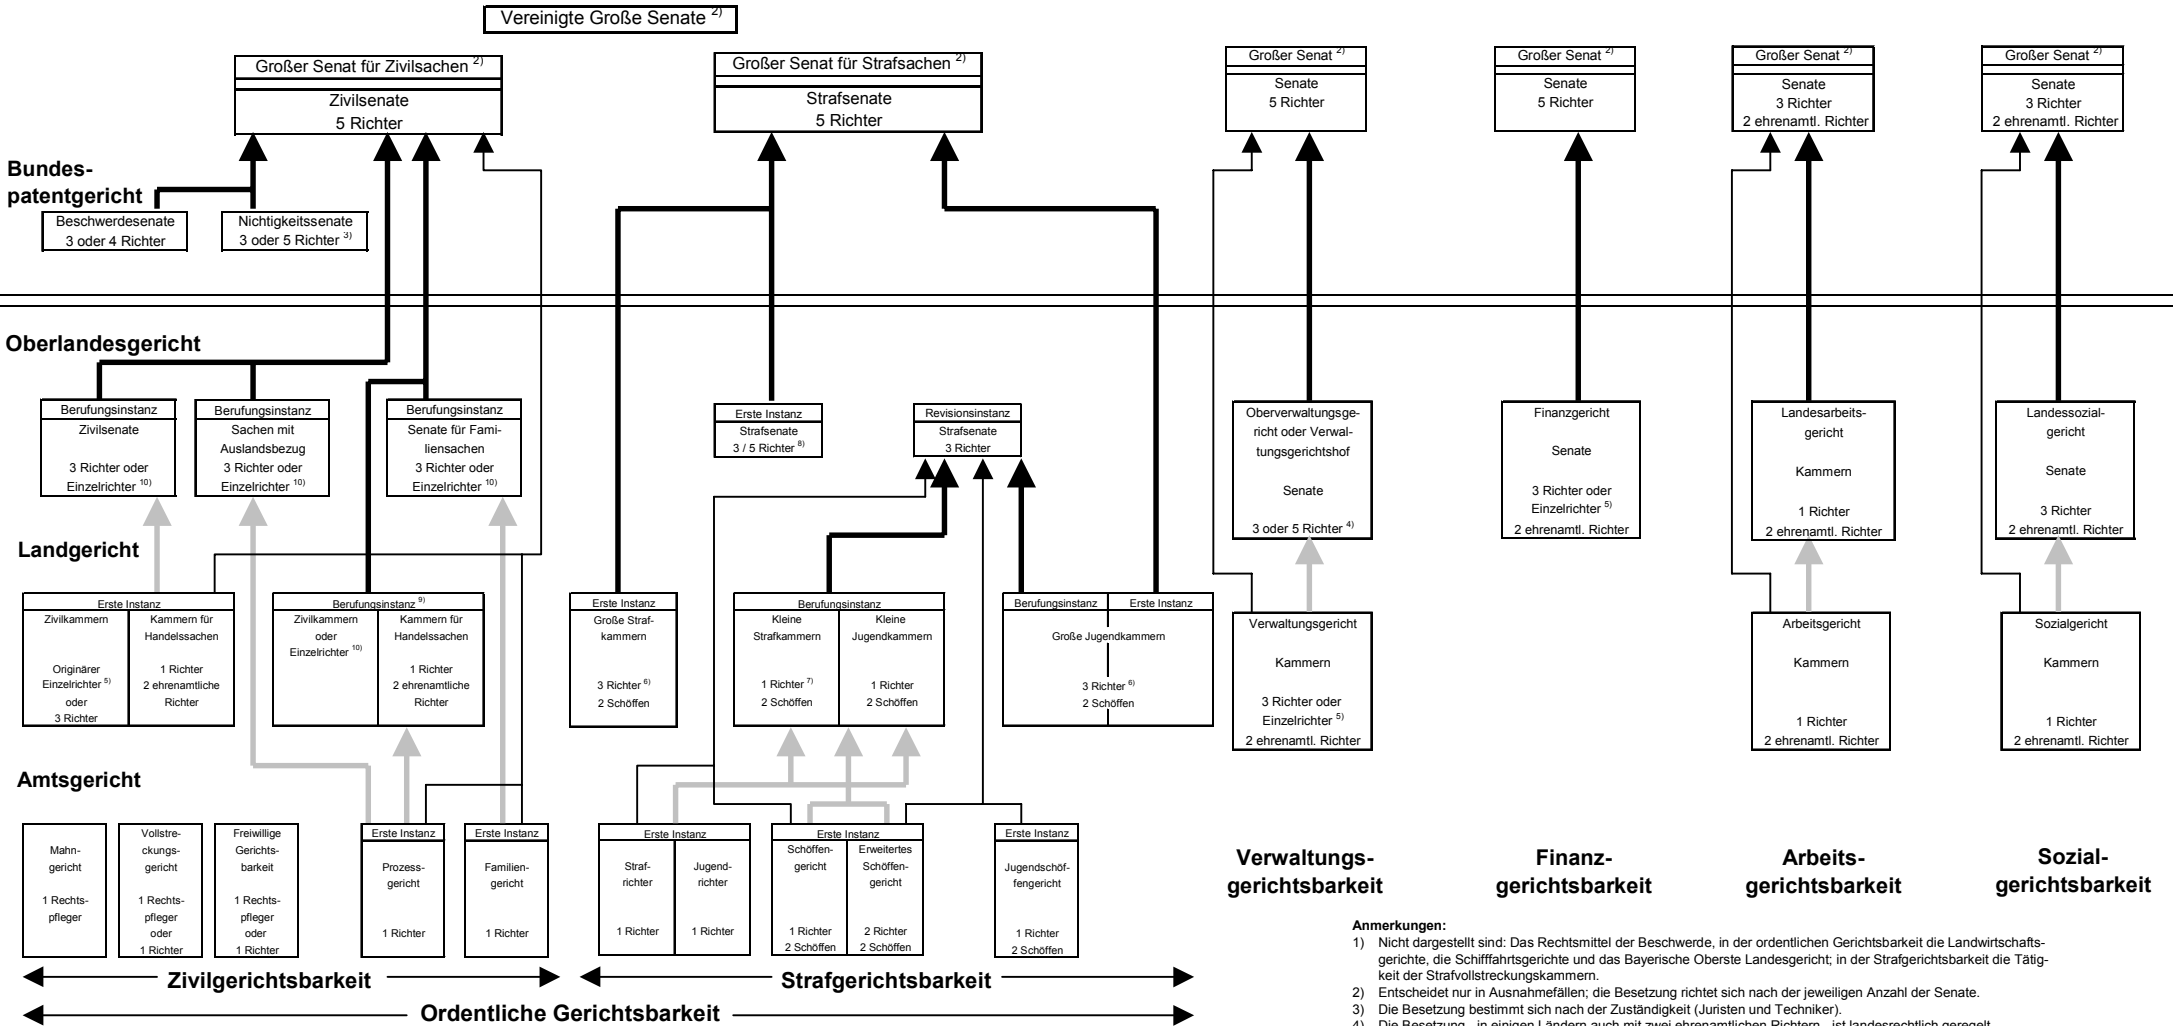 Vereinigte Große Senate 2)
Großer Senat für Zivilsachen 2)
Zivilsenate
5 Richter
Großer Senat für Strafsachen 2)
Strafsenate
5 Richter
Großer Senat 2)
Senate
5 Richter
Großer Senat 2)
Senate
5 Richter
Großer Senat 2)
Senate
3 Richter
2 ehrenamtl. Richter
Großer Senat 2)
Senate
3 Richter
2 ehrenamtl. Richter
Bundes-
patentgericht
Beschwerdesenate
3 oder 4 Richter
Nichtigkeitssenate
3 oder 5 Richter 3)
Oberlandesgericht
Berufungsinstanz
Zivilsenate
3 Richter oder
Einzelrichter 10)
Berufungsinstanz
Sachen mit
Auslandsbezug
3 Richter oder
Einzelrichter 10)
Berufungsinstanz
Senate für Fami-
liensachen
3 Richter oder
Einzelrichter 10)
Erste Instanz
Strafsenate
3 / 5 Richter 8)
Revisionsinstanz
Strafsenate
3 Richter
Oberverwaltungsge-
richt oder Verwal-
tungsgerichtshof
Senate
3 oder 5 Richter 4)
Finanzgericht
Senate
3 Richter oder
Einzelrichter 5)
2 ehrenamtl. Richter
Landesarbeits-
gericht
Kammern
1 Richter
2 ehrenamtl. Richter
Landessozial-
gericht
Senate
3 Richter
2 ehrenamtl. Richter
Landgericht
Erste Instanz
Zivilkammern
Originärer
Einzelrichter 5)
oder
3 Richter
Kammern für
Handelssachen
1 Richter
2 ehrenamtliche
Richter
Berufungsinstanz 9)
Zivilkammern
oder
Einzelrichter 10)
Kammern für
Handelssachen
1 Richter
2 ehrenamtliche
Richter
Erste Instanz
Große Straf-
kammern
3 Richter 6)
2 Schöffen
Berufungsinstanz
Kleine
Strafkammern
1 Richter 7)
2 Schöffen
Kleine
Jugendkammern
1 Richter
2 Schöffen
Berufungsinstanz
Erste Instanz
Große Jugendkammern
3 Richter 6)
2 Schöffen
Verwaltungsgericht
Kammern
3 Richter oder
Einzelrichter 5)
2 ehrenamtl. Richter
Arbeitsgericht
Kammern
1 Richter
2 ehrenamtl. Richter
Sozialgericht
Kammern
1 Richter
2 ehrenamtl. Richter
Amtsgericht
Mahn-
gericht
1 Rechts-
pfleger
Vollstre-
ckungs-
gericht
1 Rechts-
pfleger
oder
1 Richter
Freiwillige
Gerichts-
barkeit
1 Rechts-
pfleger
oder
1 Richter
Erste Instanz
Prozess-
gericht
1 Richter
Erste Instanz
Familien-
gericht
1 Richter
Erste Instanz
Straf-
richter
1 Richter
Jugend-
richter
1 Richter
Erste Instanz
Schöffen-
gericht
1 Richter
2 Schöffen
Erweitertes
Schöffen-
gericht
2 Richter
2 Schöffen
Erste Instanz
Jugendschöf-
fengericht
1 Richter
2 Schöffen
Verwaltungs-
gerichtsbarkeit
Finanz-
gerichtsbarkeit
Arbeits-
gerichtsbarkeit
Sozial-
gerichtsbarkeit
Zivilgerichtsbarkeit
Strafgerichtsbarkeit
Ordentliche Gerichtsbarkeit
Anmerkungen:
1) Nicht dargestellt sind: Das Rechtsmittel der Beschwerde, in der ordentlichen Gerichtsbarkeit die Landwirtschafts-
gerichte, die Schifffahrtsgerichte und das Bayerische Oberste Landesgericht; in der Strafgerichtsbarkeit die Tätig-
keit der Strafvollstreckungskammern.
2) Entscheidet nur in Ausnahmefällen; die Besetzung richtet sich nach der jeweiligen Anzahl der Senate.
3) Die Besetzung bestimmt sich nach der Zuständigkeit (Juristen und Techniker).
4) Die Besetzung - in einigen Ländern auch mit zwei ehrenamtlichen Richtern - ist landesrechtlich geregelt.